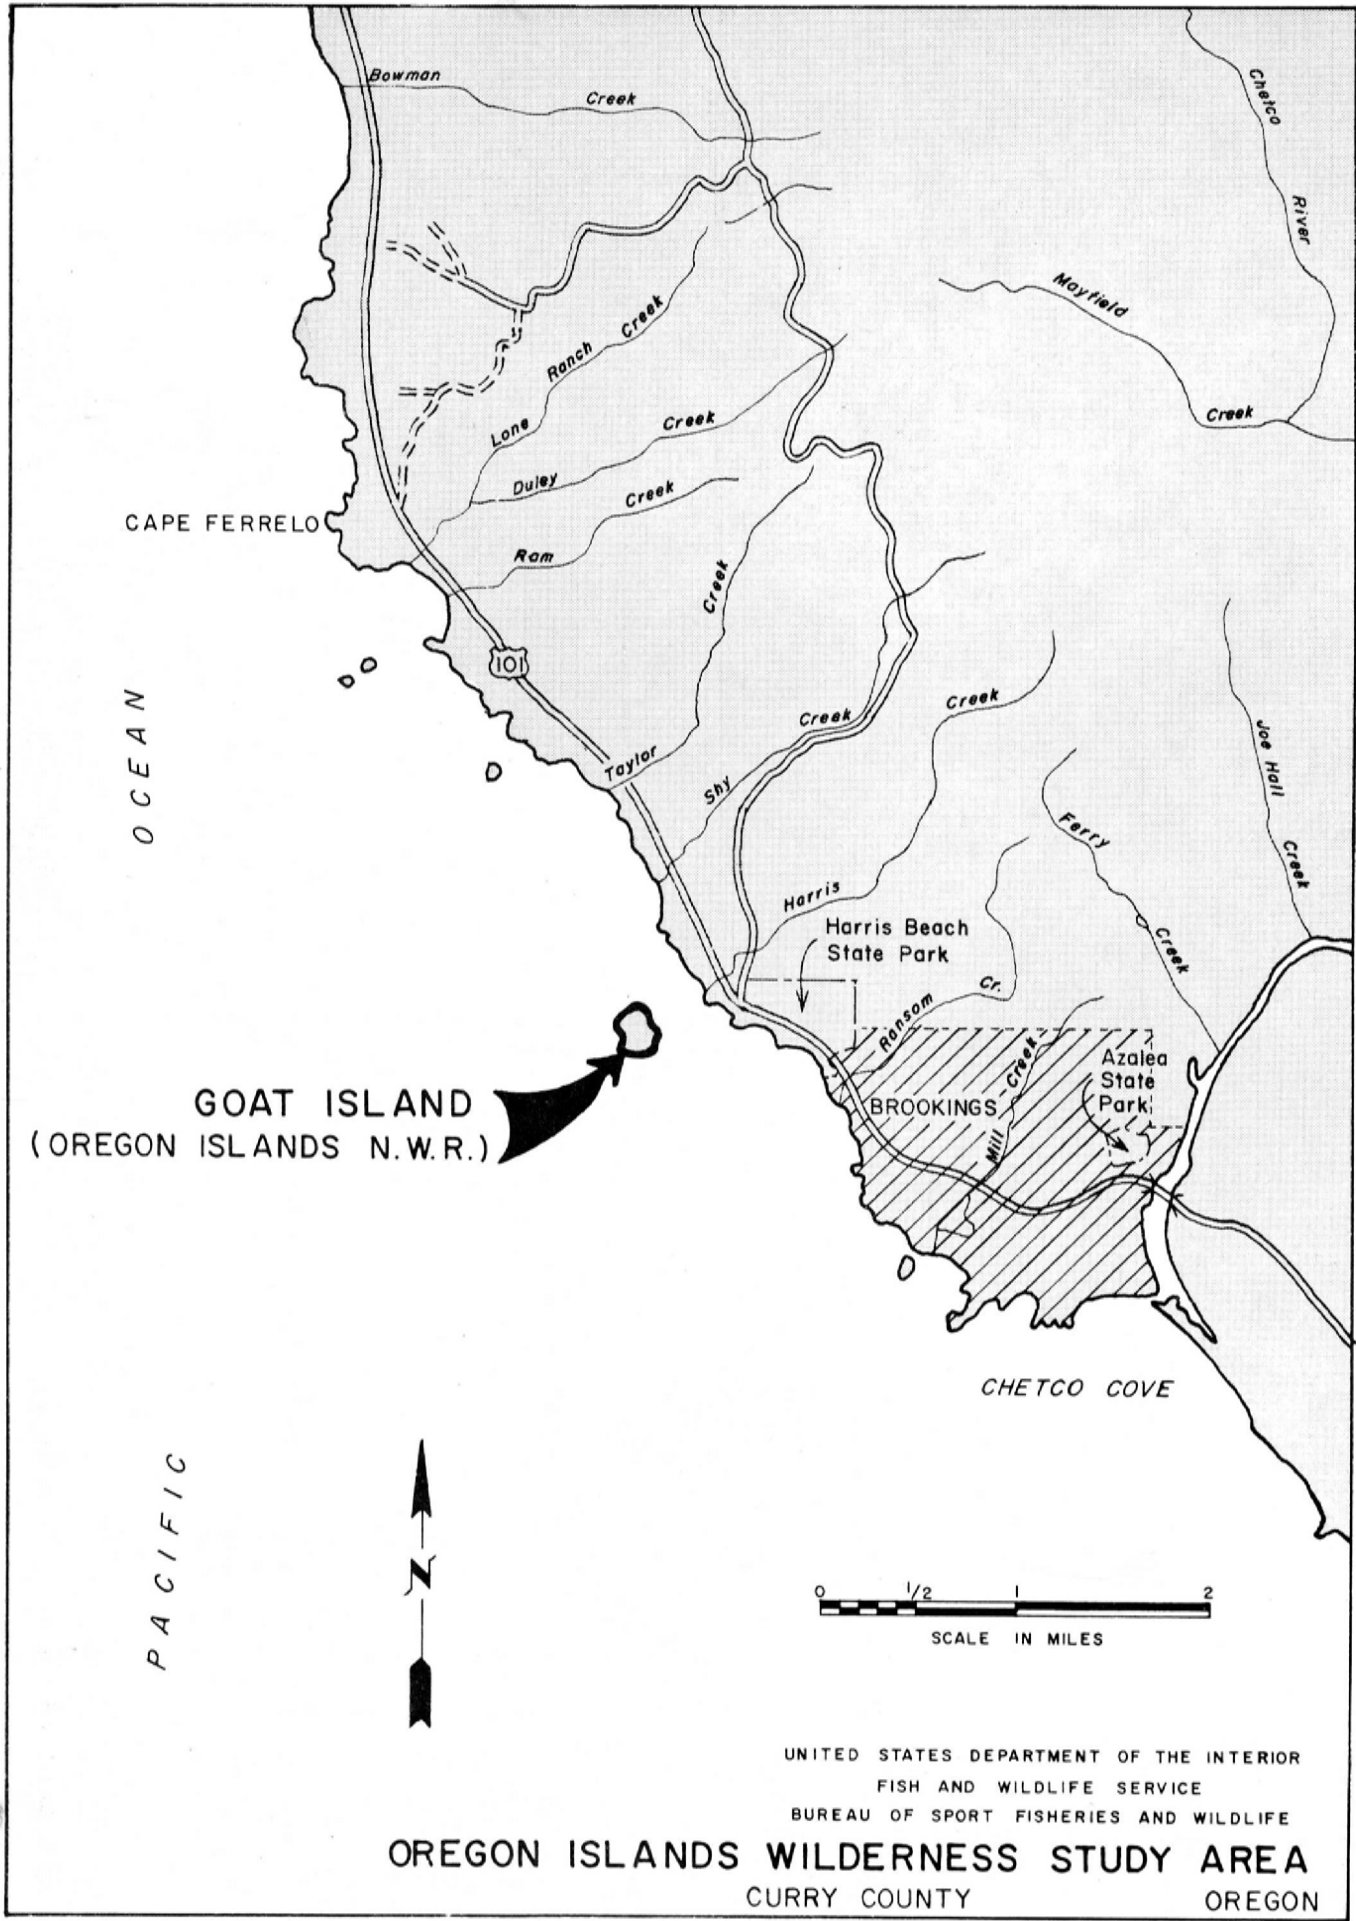 Bowman
Creek
Chetco
River
Mayfield
Creek
Lone
Ranch
Creek
Duley
Creek
Ram
Creek
CAPE FERRELO
101
Taylor
Creek
Shy
Creek
Harris
Creek
Joe Hall
Creek
Ferry
Creek
Harris Beach
State Park
Ransom
Cr.
Mill
Creek
Azalea
State
Park
BROOKINGS
OCEAN
GOAT ISLAND
(OREGON ISLANDS N.W.R.)
CHETCO COVE
PACIFIC
N
0 1/2 1 2
SCALE IN MILES
UNITED STATES DEPARTMENT OF THE INTERIOR
FISH AND WILDLIFE SERVICE
BUREAU OF SPORT FISHERIES AND WILDLIFE
OREGON ISLANDS WILDERNESS STUDY AREA
CURRY COUNTY OREGON